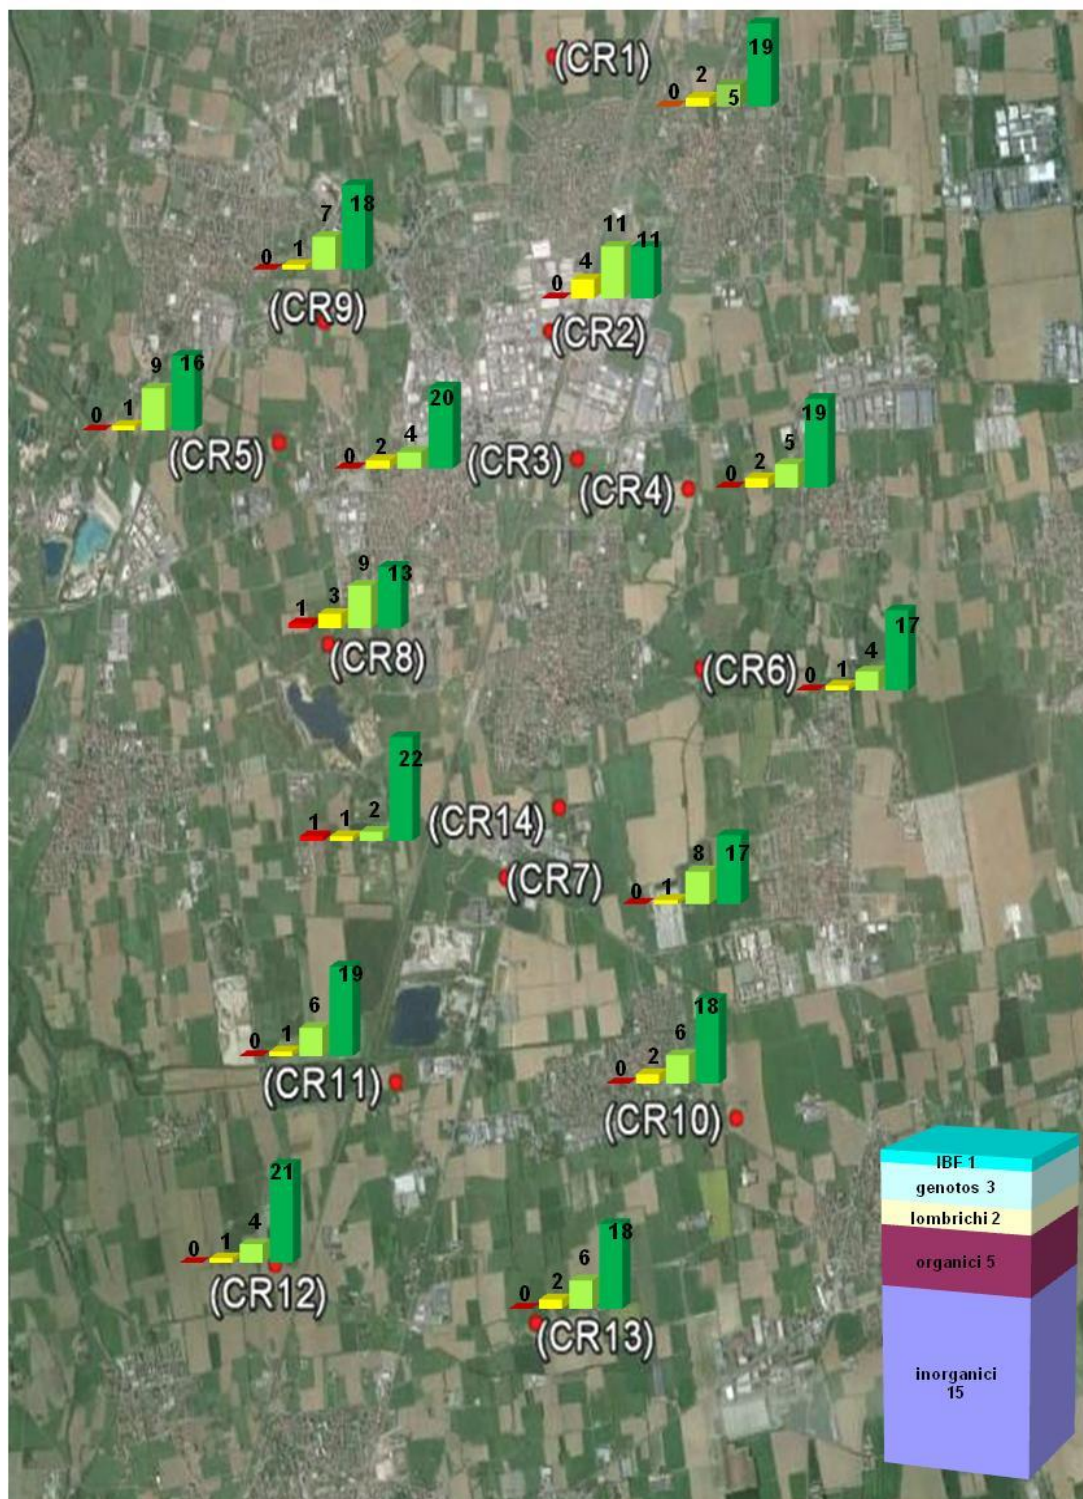 (CR1)
0 2 5 19
0 1 7 18
(CR9)
0 4 11 11
(CR2)
0 1 9 16
(CR5)
0 2 4 20
(CR3)
(CR4)
0 2 5 19
1 3 9 13
(CR8)
(CR6)
0 1 4 17
1 1 2 22
(CR14)
(CR7)
0 1 8 17
0 1 6 19
(CR11)
0 2 6 18
(CR10)
0 1 4 21
(CR12)
0 2 6 18
(CR13)
IBF 1
genotos 3
lombrichi 2
organici 5
inorganici
15